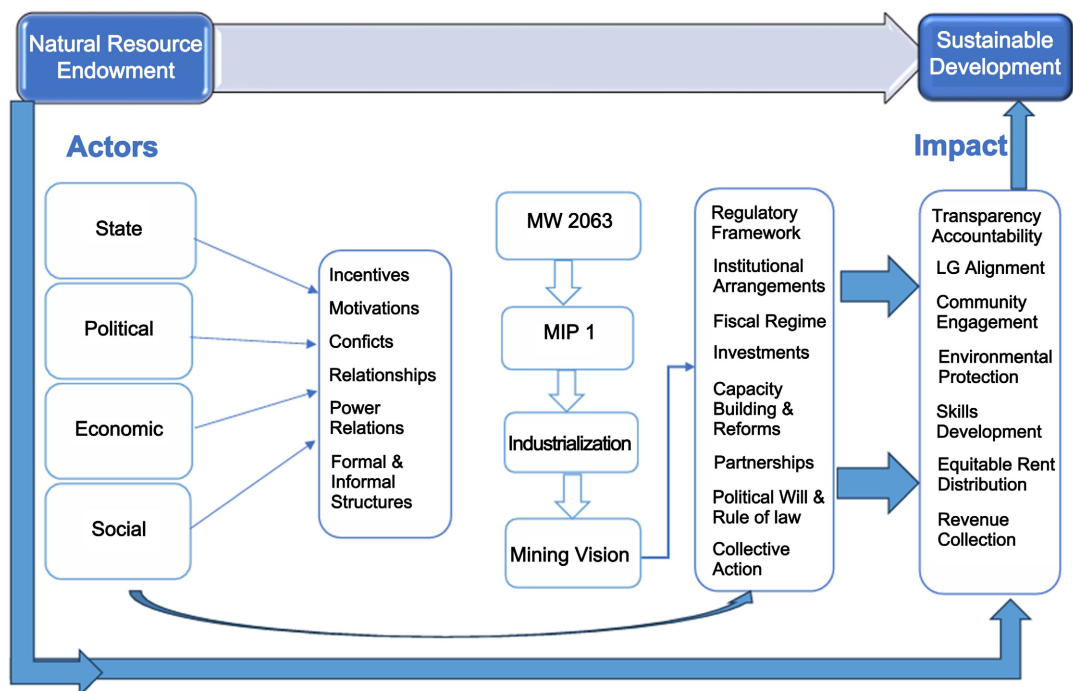 Natural Resource
Endowment
Sustainable
Development
Actors
Impact
State
Political
Economic
Social
Incentives
Motivations
Conficts
Relationships
Power
Relations
Formal &
Informal
Structures
MW 2063
MIP 1
Industrialization
Mining Vision
Regulatory
Framework
Institutional
Arrangements
Fiscal Regime
Investments
Capacity
Building &
Reforms
Partnerships
Political Will &
Rule of law
Collective
Action
Transparency
Accountability
LG Alignment
Community
Engagement
Environmental
Protection
Skills
Development
Equitable Rent
Distribution
Revenue
Collection